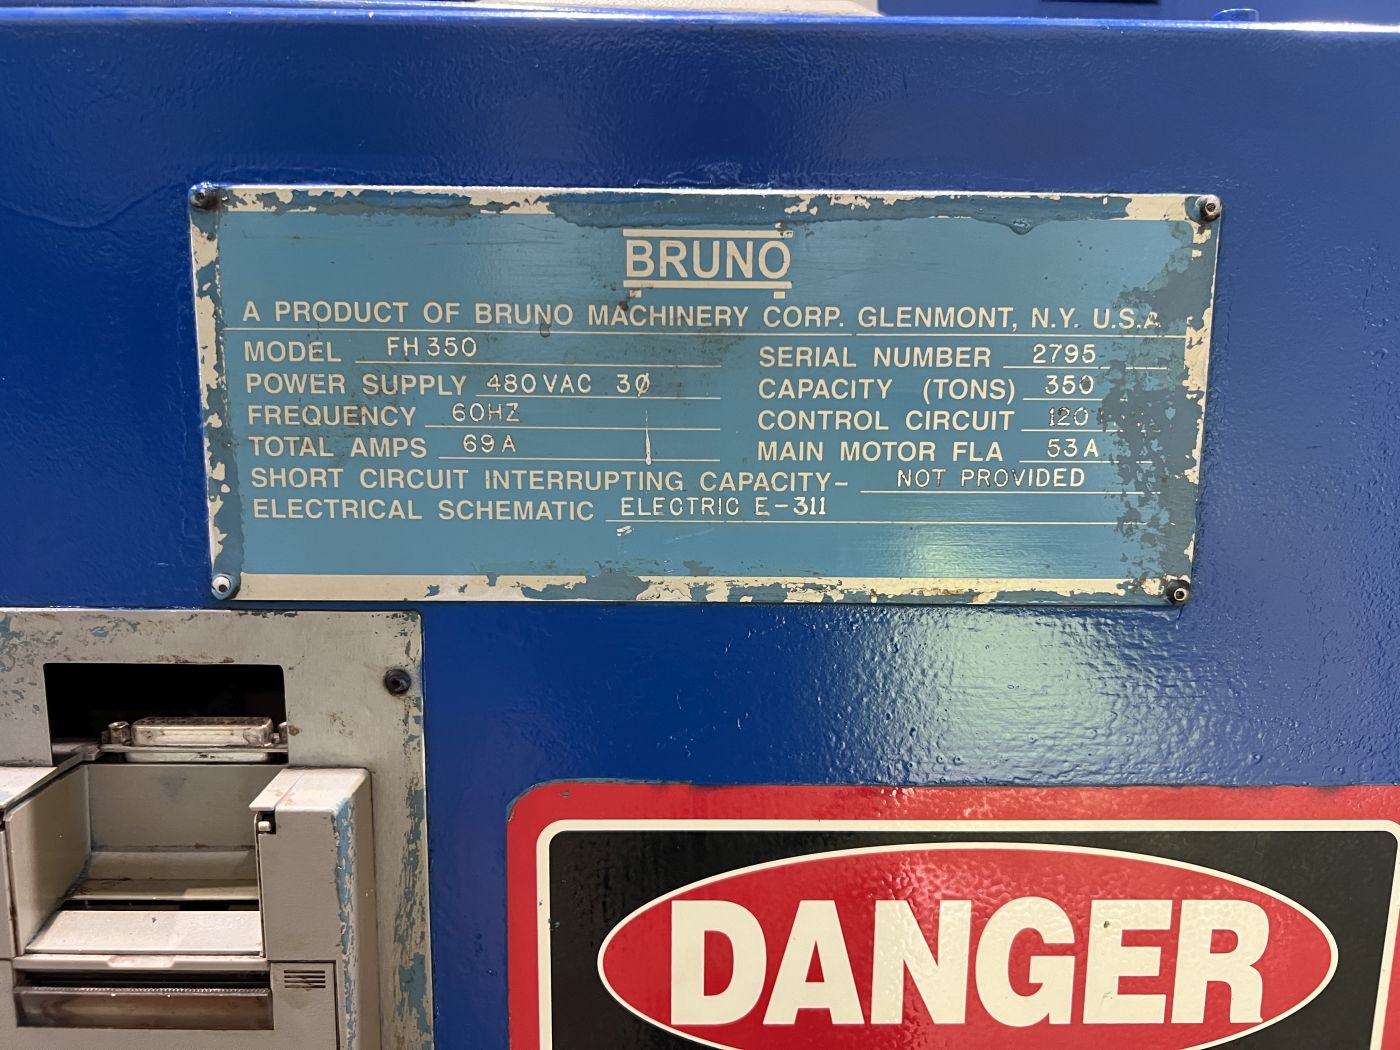 BRUNO
A PRODUCT OF BRUNO MACHINERY CORP. GLENMONT, N.Y. U.S.A.
MODEL FH350
SERIAL NUMBER 2795
POWER SUPPLY 480VAC 3Ø
CAPACITY (TONS) 350
FREQUENCY 60HZ
CONTROL CIRCUIT 120
TOTAL AMPS 69A
MAIN MOTOR FLA 53A
SHORT CIRCUIT INTERRUPTING CAPACITY- NOT PROVIDED
ELECTRICAL SCHEMATIC ELECTRIC E-311
DANGER